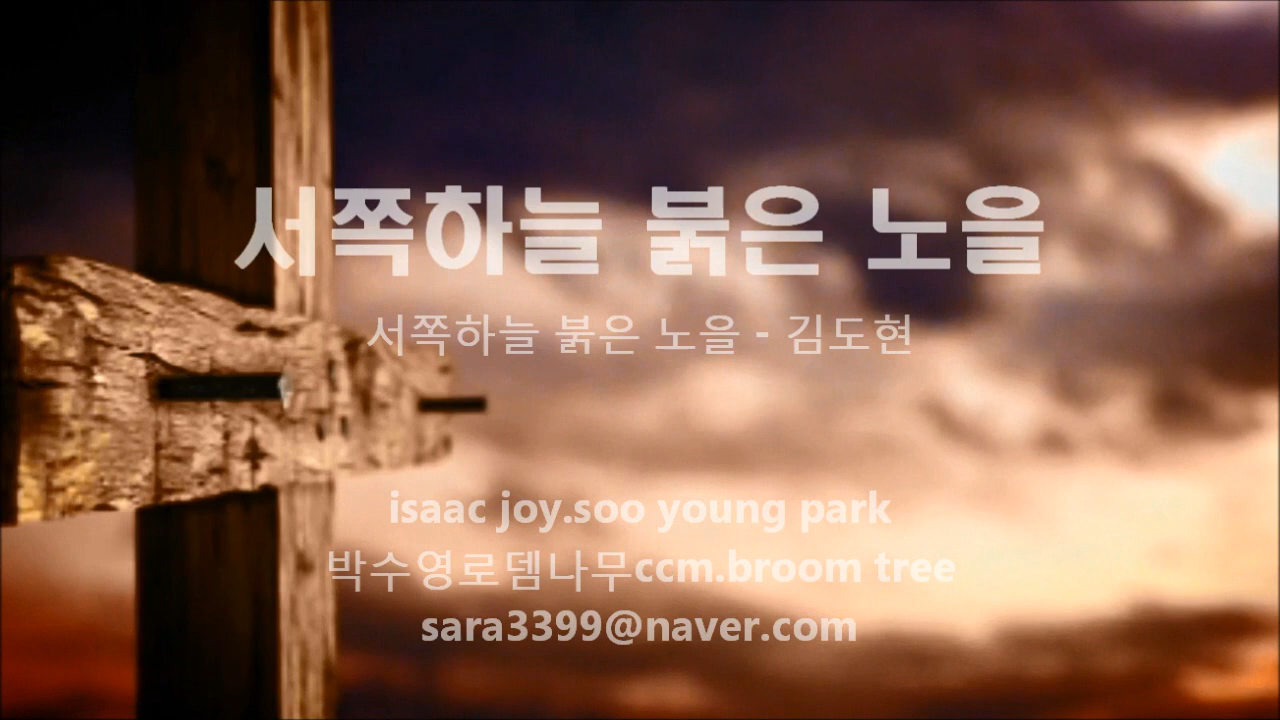 서쪽하늘 붉은 노을
서쪽하늘 붉은 노을 - 김도현
isaac joy.soo young park
박수영로뎀나무ccm.broom tree
sara3399@naver.com